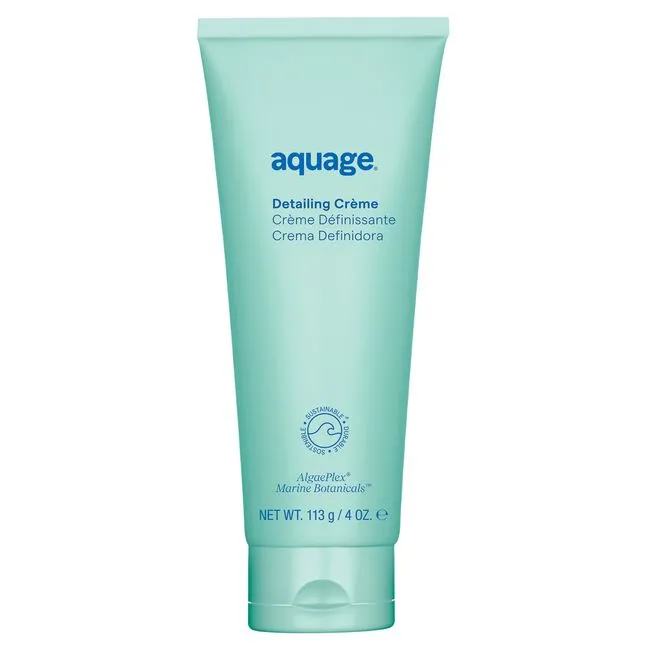 aquage®
Detailing Crème
Crème Définissante
Crema Definidora
SUSTAINABLE • DURABLE • SOSTENIBLE •
AlgaePlex®
Marine Botanicals™
NET WT. 113 g / 4 OZ. ℮